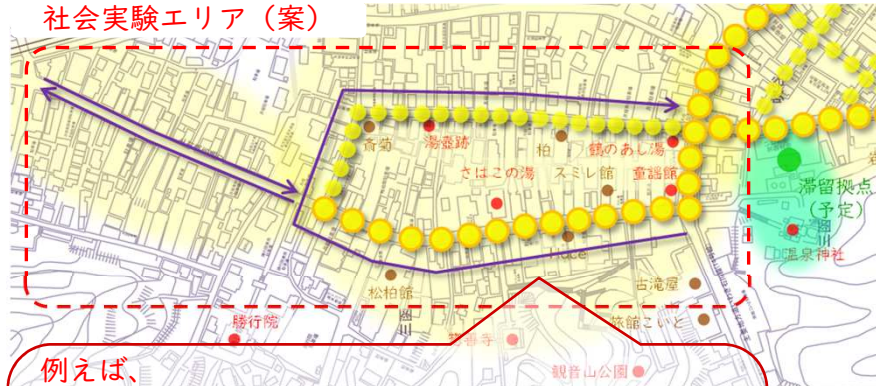 社会実験エリア（案）
斉菊
湯壺跡
柏
鶴のあし湯
さはこの湯
スミレ館
童謡館
滞留拠点
（予定）
温泉神社
松柏館
古滝屋
勝行院
旅館こいと
観音山公園
例えば、